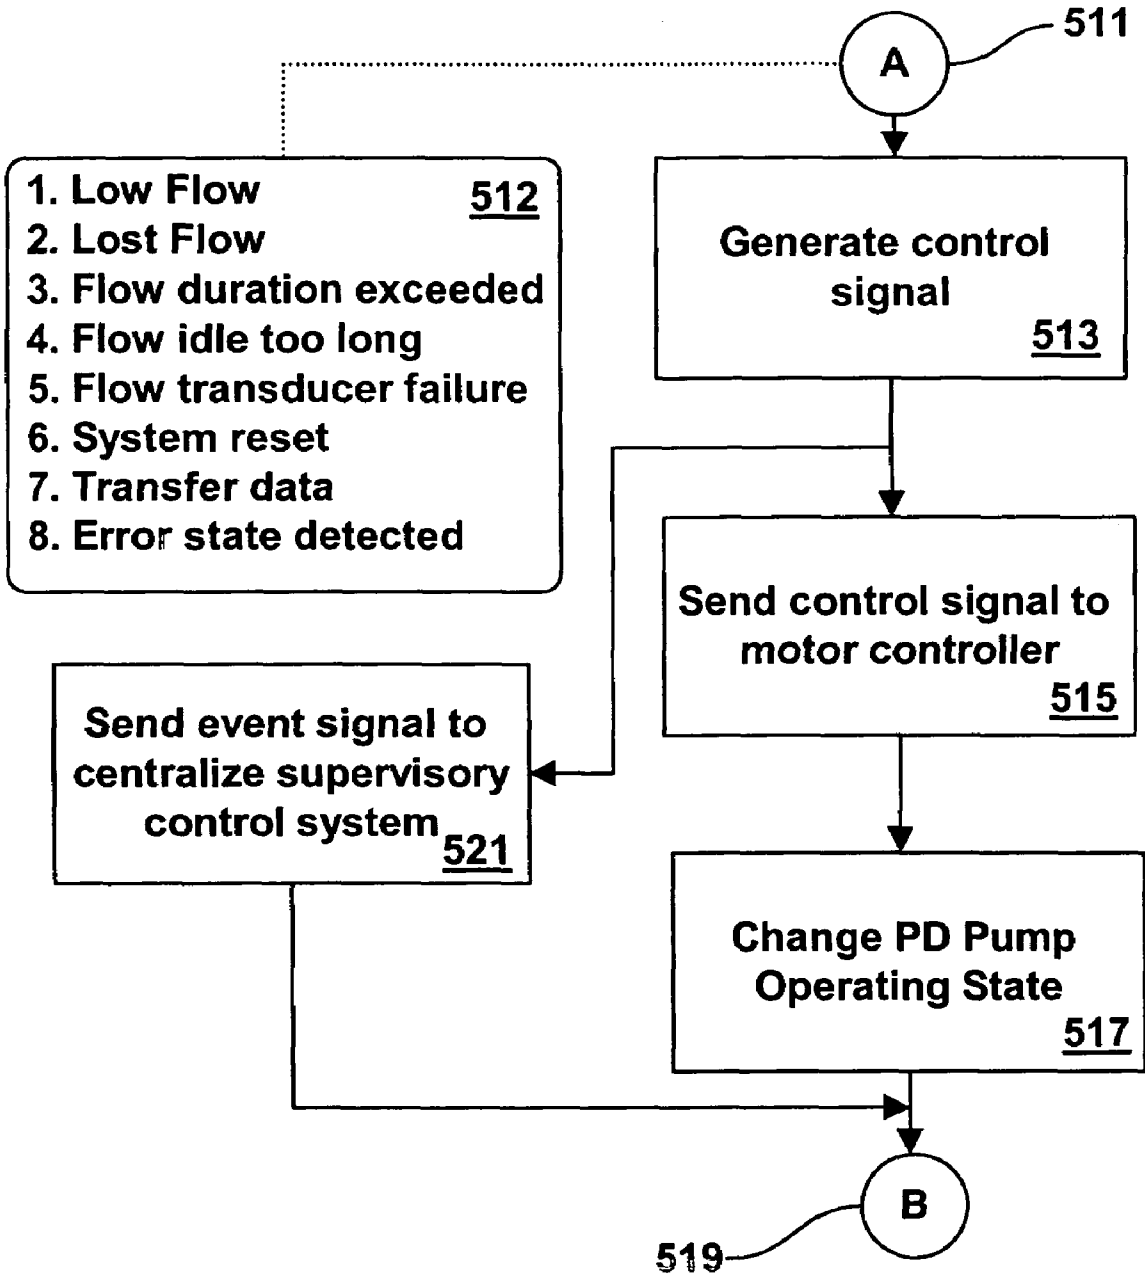 511
A
1. Low Flow
512
2. Lost Flow
3. Flow duration exceeded
4. Flow idle too long
5. Flow transducer failure
6. System reset
7. Transfer data
8. Error state detected
Generate control
signal
513
Send control signal to
motor controller
515
Send event signal to
centralize supervisory
control system
521
Change PD Pump
Operating State
517
B
519